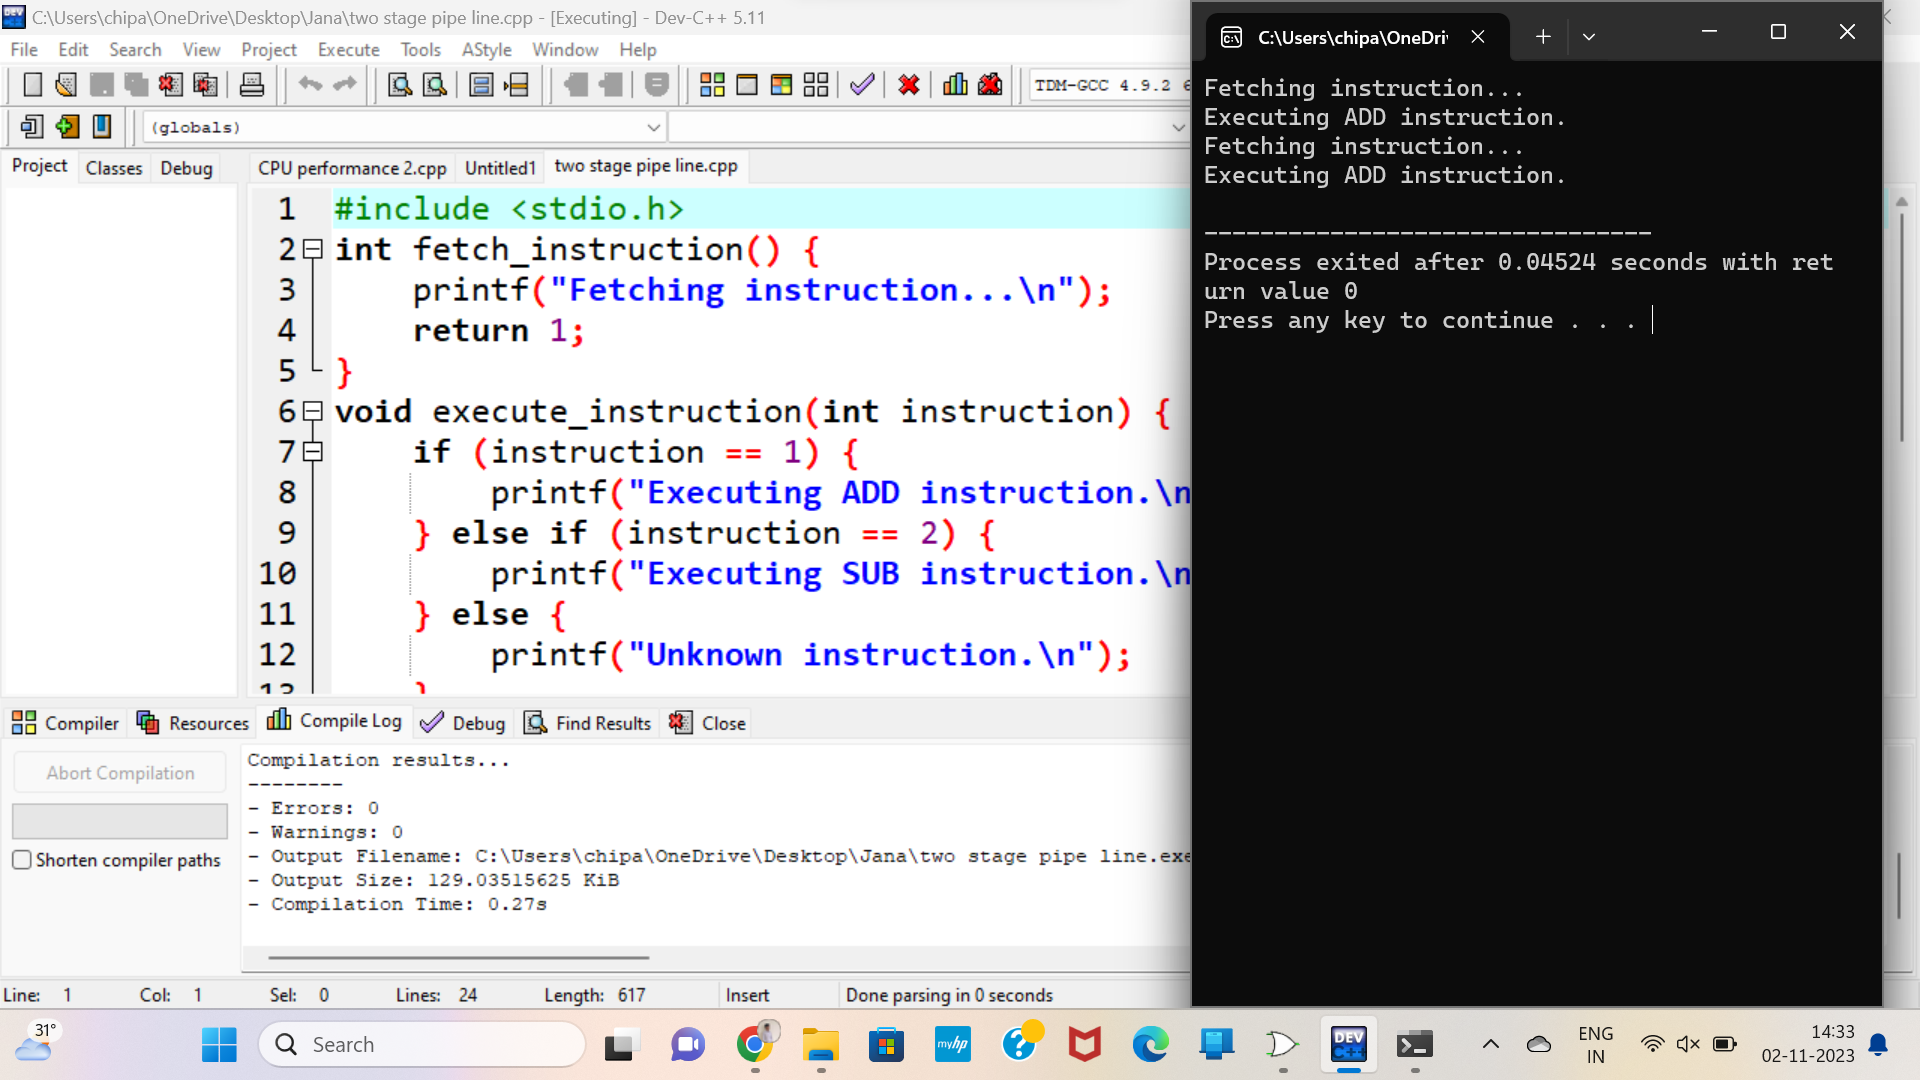 C:\Users\chipa\OneDrive\Desktop\Jana\two stage pipe line.cpp - [Executing] - Dev-C++ 5.11
File Edit Search View Project Execute Tools AStyle Window Help
TDM-GCC 4.9.2 6
(globals)
Project Classes Debug
CPU performance 2.cpp Untitled1 two stage pipe line.cpp
1 #include <stdio.h>
2 int fetch_instruction() {
3 printf("Fetching instruction...\n");
4 return 1;
5 }
6 void execute_instruction(int instruction) {
7 if (instruction == 1) {
8 printf("Executing ADD instruction.\n
9 } else if (instruction == 2) {
10 printf("Executing SUB instruction.\n
11 } else {
12 printf("Unknown instruction.\n");
13 }
Compiler Resources Compile Log Debug Find Results Close
Abort Compilation
Shorten compiler paths
Compilation results...
--------
- Errors: 0
- Warnings: 0
- Output Filename: C:\Users\chipa\OneDrive\Desktop\Jana\two stage pipe line.exe
- Output Size: 129.03515625 KiB
- Compilation Time: 0.27s
Line: 1 Col: 1 Sel: 0 Lines: 24 Length: 617 Insert Done parsing in 0 seconds
C:\Users\chipa\OneDri
Fetching instruction...
Executing ADD instruction.
Fetching instruction...
Executing ADD instruction.
--------------------------------
Process exited after 0.04524 seconds with ret
urn value 0
Press any key to continue . . .
31°
Search
myhp
DEV
C++
ENG
IN
14:33
02-11-2023